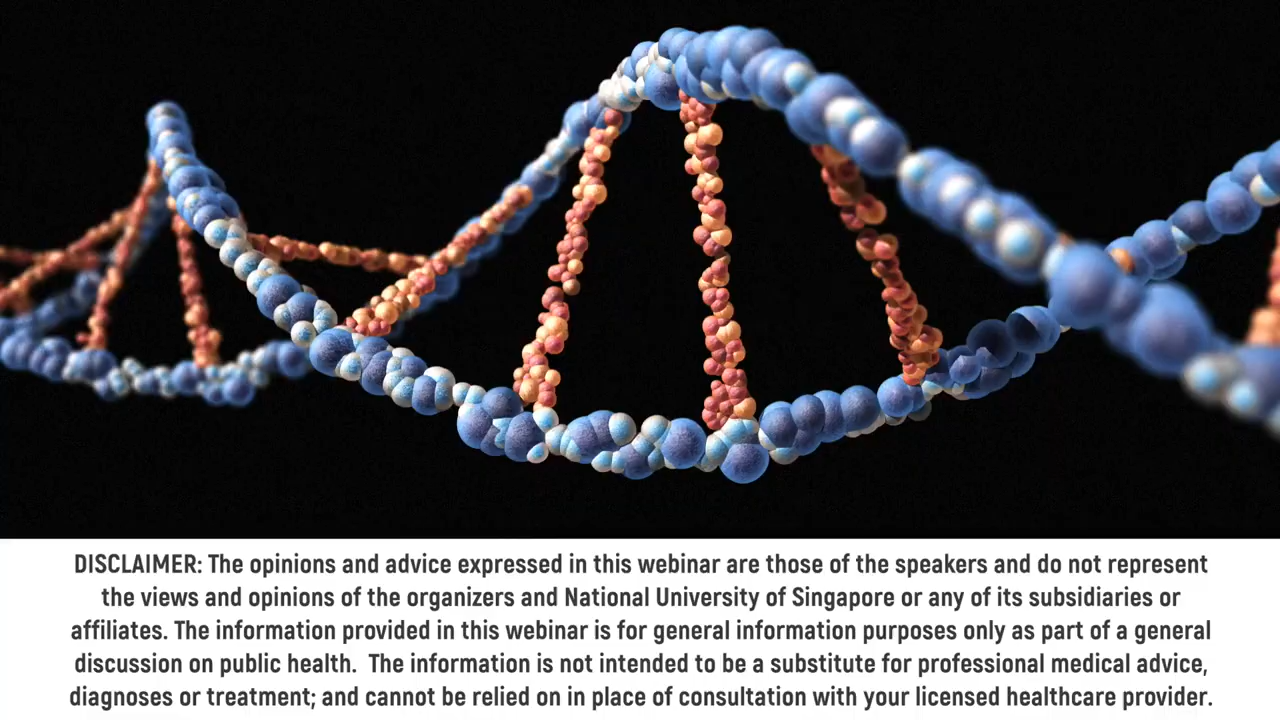 DISCLAIMER: The opinions and advice expressed in this webinar are those of the speakers and do not represent
the views and opinions of the organizers and National University of Singapore or any of its subsidiaries or
affiliates. The information provided in this webinar is for general information purposes only as part of a general
discussion on public health.  The information is not intended to be a substitute for professional medical advice,
diagnoses or treatment; and cannot be relied on in place of consultation with your licensed healthcare provider.